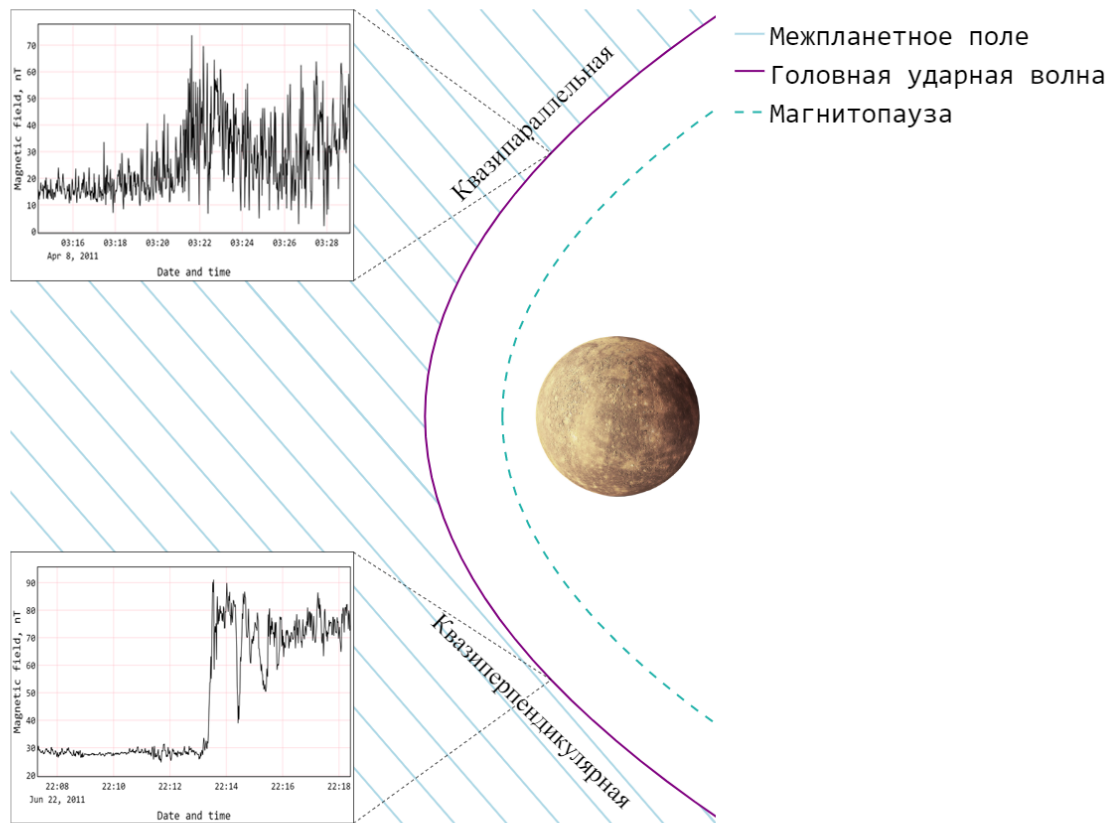 Межпланетное поле
Головная ударная волна
Магнитопауза
Magnetic field, nT
70
60
50
40
30
20
10
0
03:16 03:18 03:20 03:22 03:24 03:26 03:28
Apr 8, 2011
Date and time
Квазипараллельная
Magnetic field, nT
90
80
70
60
50
40
30
20
22:08 22:10 22:12 22:14 22:16 22:18
Jun 22, 2011
Date and time
Квазиперпендикулярная